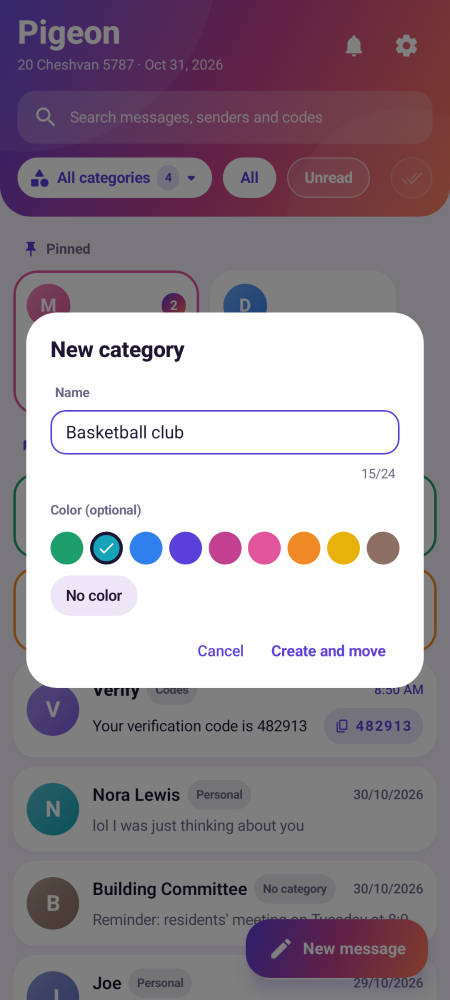 Pigeon
20 Cheshvan 5787 · Oct 31, 2026
Search messages, senders and codes
All categories 4
All
Unread
Pinned
M
2
D
New category
Name
Basketball club
15/24
Color (optional)
No color
Cancel
Create and move
Verify
Codes
8:50 AM
V
Your verification code is 482913
482913
N
Nora Lewis
Personal
30/10/2026
lol I was just thinking about you
B
Building Committee
No category
30/10/2026
Reminder: residents' meeting on Tuesday at 8:0
New message
Joe
Personal
29/10/2026